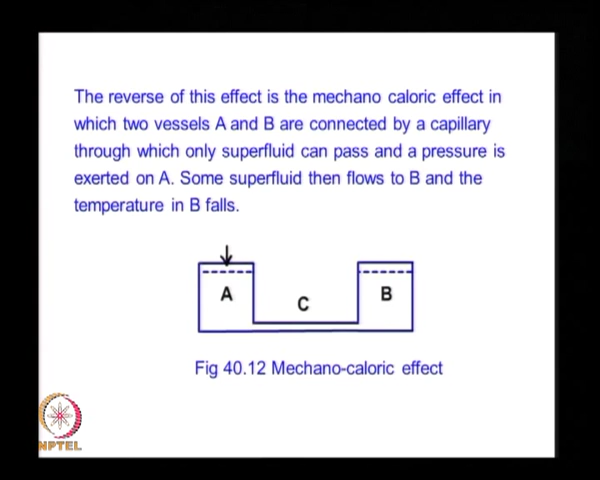 The reverse of this effect is the mechano caloric effect in
which two vessels A and B are connected by a capillary
through which only superfluid can pass and a pressure is
exerted on A. Some superfluid then flows to B and the
temperature in B falls.
A
C
B
Fig 40.12 Mechano-caloric effect
NPTEL